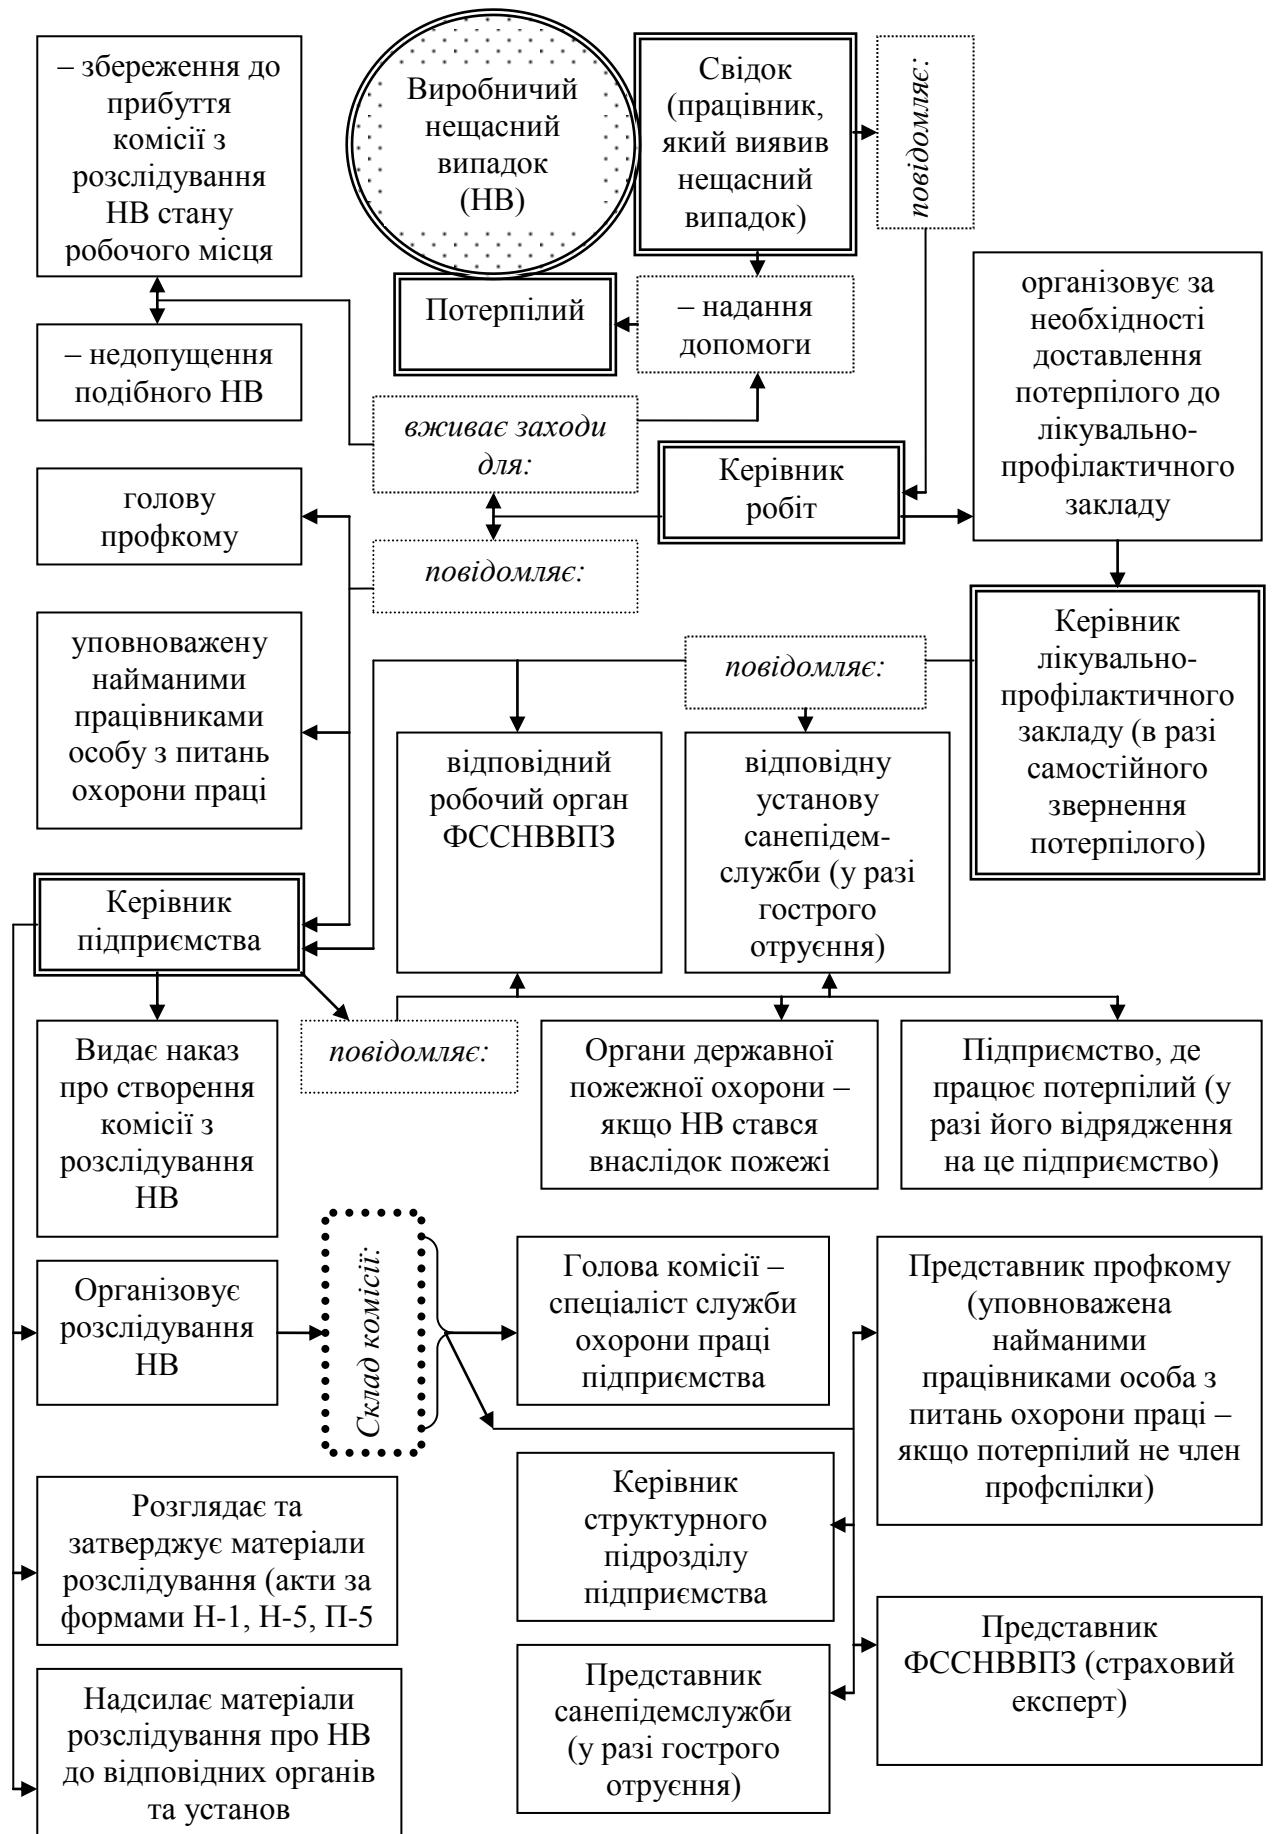 – збереження до
прибуття
комісії з
розслідування
НВ стану
робочого місця
Виробничий
нещасний
випадок
(НВ)
Свідок
(працівник,
який виявив
нещасний
випадок)
повідомляє:
– недопущення
подібного НВ
Потерпілий
– надання
допомоги
організовує за
необхідності
доставлення
потерпілого до
лікувально-
профілактичного
закладу
вживає заходи
для:
Керівник
робіт
голову
профкому
повідомляє:
уповноважену
найманими
працівниками
особу з питань
охорони праці
повідомляє:
Керівник
лікувально-
профілактичного
закладу (в разі
самостійного
звернення
потерпілого)
відповідний
робочий орган
ФССНВВПЗ
відповідну
установу
санепідем-
служби (у разі
гострого
отруєння)
Керівник
підприємства
Видає наказ
про створення
комісії з
розслідування
НВ
повідомляє:
Органи державної
пожежної охорони –
якщо НВ стався
внаслідок пожежі
Підприємство, де
працює потерпілий (у
разі його відрядження
на це підприємство)
Організовує
розслідування
НВ
Склад комісії:
Голова комісії –
спеціаліст служби
охорони праці
підприємства
Представник профкому
(уповноважена
найманими
працівниками особа з
питань охорони праці –
якщо потерпілий не член
профспілки)
Керівник
структурного
підрозділу
підприємства
Розглядає та
затверджує матеріали
розслідування (акти за
формами Н-1, Н-5, П-5
Представник
ФССНВВПЗ (страховий
експерт)
Представник
санепідемслужби
(у разі гострого
отруєння)
Надсилає матеріали
розслідування про НВ
до відповідних органів
та установ